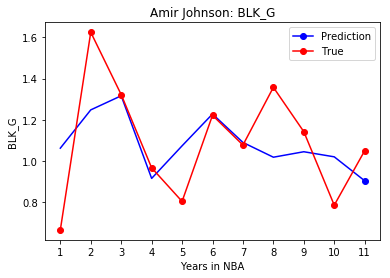 Amir Johnson: BLK_G
Prediction
True
1.6
1.4
1.2
1.0
0.8
BLK_G
1 2 3 4 5 6 7 8 9 10 11
Years in NBA